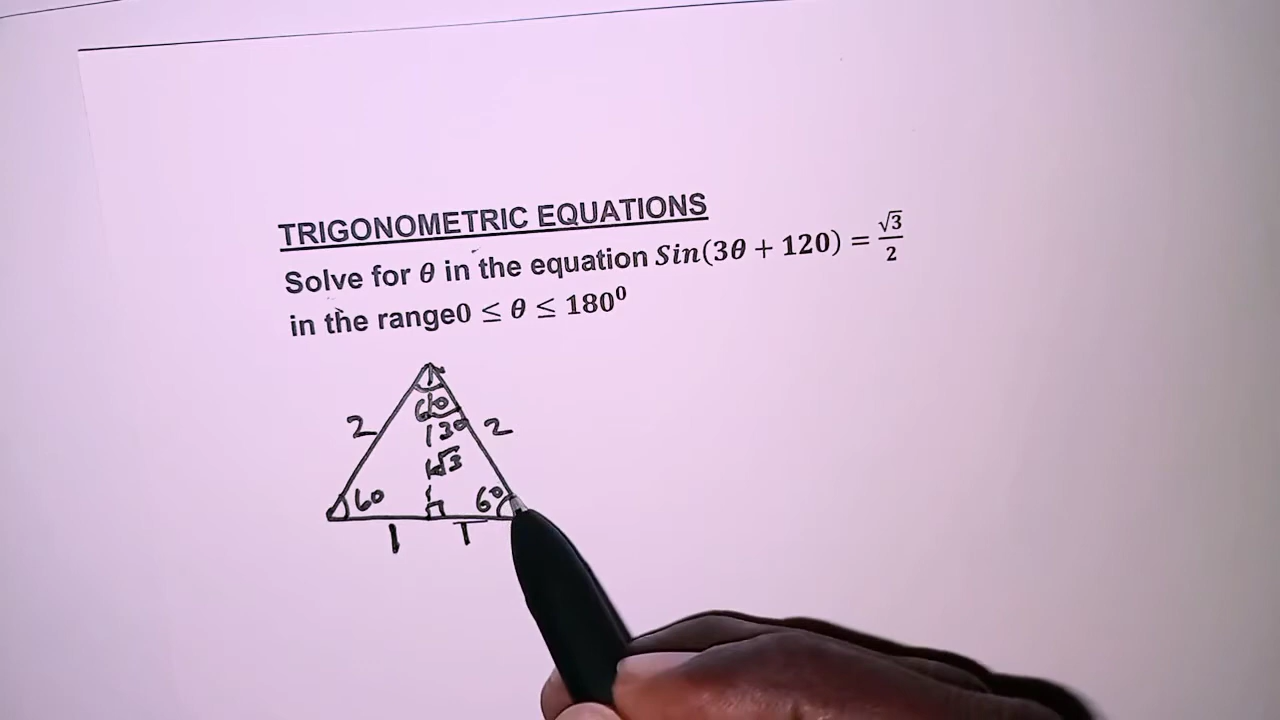 TRIGONOMETRIC EQUATIONS
Solve for θ in the equation Sin(3θ + 120) = √3/2
in the range0 ≤ θ ≤ 180⁰
60
2 30 2
√3
60 60
1 1